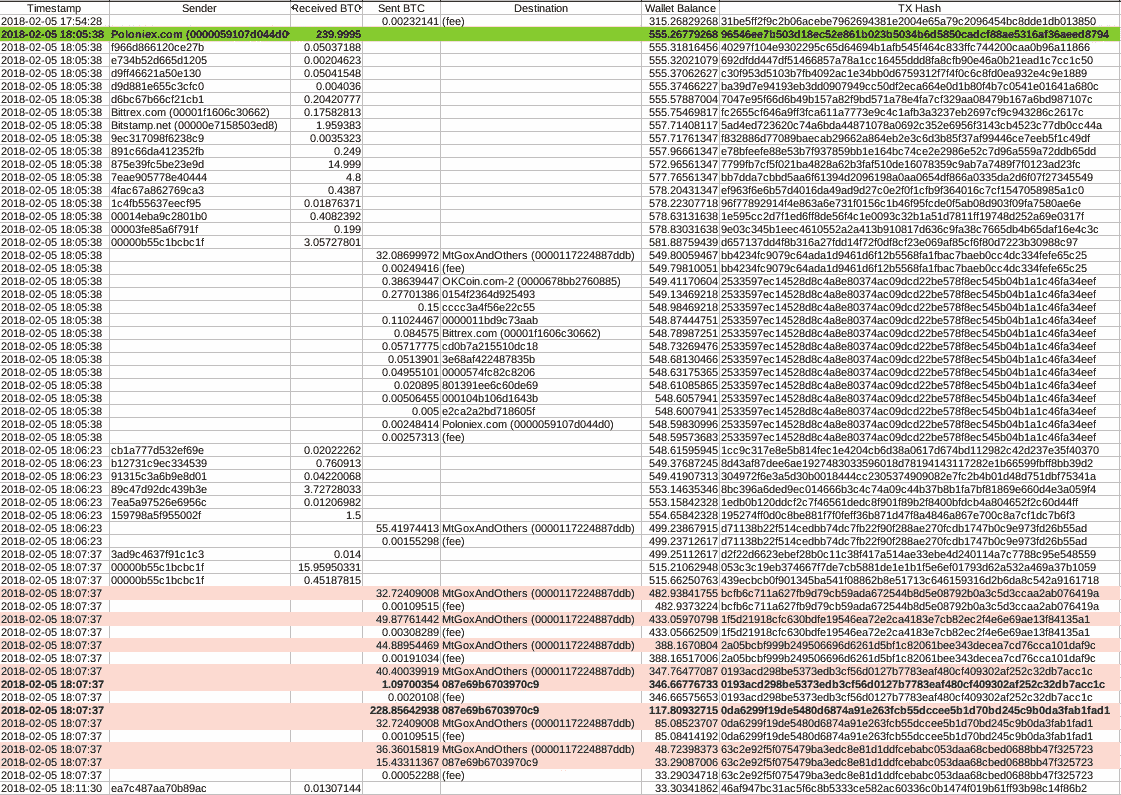 Timestamp Sender Received BTC Sent BTC Destination Wallet Balance TX Hash
2018-02-05 17:54:28 0.00232141 (fee) 315.26829268 31be5ff2f9c2b06acebe7962694381e2004e65a79c2096454bc8dde1db013850
2018-02-05 18:05:38 Poloniex.com (0000059107d044d0 239.9995 555.26779268 96546ee7b503d18ec52e861b023b5034b6d5850cadcf88ae5316af36aeed8794
2018-02-05 18:05:38 f966d866120ce27b 0.05037188 555.31816456 40297f104e9302295c65d64694b1afb545f464c833ffc744200caa0b96a11866
2018-02-05 18:05:38 e734b52d665d1205 0.00204623 555.32021079 692dfdd447df51466857a78a1cc16455ddd8fa8cfb90e46a0b21ead1c7cc1c50
2018-02-05 18:05:38 d9ff46621a50e130 0.05041548 555.37062627 c30f953d5103b7fb4092ac1e34bb0d6759312f7f4f0c6c8fd0ea932e4c9e1889
2018-02-05 18:05:38 d9d881e655c3cfc0 0.004036 555.37466227 ba39d7e94193eb3dd0907949cc50df2eca664e0d1b80f4b7c0541e01641a680c
2018-02-05 18:05:38 d6bc67b66cf21cb1 0.20420777 555.57887004 7047e95f66d6b49b157a82f9bd571a78e4fa7cf329aa08479b167a6bd987107c
2018-02-05 18:05:38 Bittrex.com (00001f1606c30662) 0.17582813 555.75469817 fc2655cf646a9ff3fca611a7773e9c4c1afb3a3237eb2697cf9c943286c2617c
2018-02-05 18:05:38 Bitstamp.net (00000e7158503ed8) 1.959383 557.71408117 5ad4ed723620c74a6bda44871078a0692c352e6956f3143cb4523c77db0cc44a
2018-02-05 18:05:38 9ec317098f6238c9 0.0035323 557.71761347 f832886d77089baec3ab29662a864eb2e3c6d3b85f37af99446ce7eeb5f1c49df
2018-02-05 18:05:38 891c66da412352fb 0.249 557.96661347 e78bfeefe88e53b7f937859bb1e164bc74ce2e2986e52c7d96a559a72ddb65dd
2018-02-05 18:05:38 875e39fc5be23e9d 14.999 572.96561347 7799fb7cf5f021ba4828a62b3faf510de16078359c9ab7a7489f7f0123ad23fc
2018-02-05 18:05:38 7eae905778e40444 4.8 577.76561347 bb7dda7cbbd5aa6f61394d2096198a0aa0654df866a0335da2d6f07f27345549
2018-02-05 18:05:38 4fac67a862769ca3 0.4387 578.20431347 ef963f6e6b57d4016da49ad9d27c0e2f0f1cfb9f364016c7cf1547058985a1c0
2018-02-05 18:05:38 1c4fb55637eecf95 0.01876371 578.22307718 96f77892914f4e863a6e731f0156c1b46f95fcde0f5ab08d903f09fa7580ae6e
2018-02-05 18:05:38 00014eba9c2801b0 0.4082392 578.63131638 1e595cc2d7f1ed6ff8de56f4c1e0093c32b1a51d7811ff19748d252a69e0317f
2018-02-05 18:05:38 00003fe85a6f791f 0.199 578.83031638 9e03c345b1eec4610552a2a413b910817d636c9fa38c7665db4b65daf16e4c3c
2018-02-05 18:05:38 00000b55c1bcbc1f 3.05727801 581.88759439 d657137dd4f8b316a27fdd14f72f0df8cf23e069af85cf6f80d7223b30988c97
2018-02-05 18:05:38 32.08699972 MtGoxAndOthers (0000117224887ddb) 549.80059467 bb4234fc9079c64ada1d9461d6f12b5568fa1fbac7baeb0cc4dc334fefe65c25
2018-02-05 18:05:38 0.00249416 (fee) 549.79810051 bb4234fc9079c64ada1d9461d6f12b5568fa1fbac7baeb0cc4dc334fefe65c25
2018-02-05 18:05:38 0.38639447 OKCoin.com-2 (0000678bb2760885) 549.41170604 2533597ec14528d8c4a8e80374ac09dcd22be578f8ec545b04b1a1c46fa34eef
2018-02-05 18:05:38 0.27701386 0154f2364d925493 549.13469218 2533597ec14528d8c4a8e80374ac09dcd22be578f8ec545b04b1a1c46fa34eef
2018-02-05 18:05:38 0.15 cccc3a4f56e22c55 548.98469218 2533597ec14528d8c4a8e80374ac09dcd22be578f8ec545b04b1a1c46fa34eef
2018-02-05 18:05:38 0.11024467 0000011bd9c73aab 548.87444751 2533597ec14528d8c4a8e80374ac09dcd22be578f8ec545b04b1a1c46fa34eef
2018-02-05 18:05:38 0.084575 Bittrex.com (00001f1606c30662) 548.78987251 2533597ec14528d8c4a8e80374ac09dcd22be578f8ec545b04b1a1c46fa34eef
2018-02-05 18:05:38 0.05717775 cd0b7a215510dc18 548.73269476 2533597ec14528d8c4a8e80374ac09dcd22be578f8ec545b04b1a1c46fa34eef
2018-02-05 18:05:38 0.0513901 3e68af422487835b 548.68130466 2533597ec14528d8c4a8e80374ac09dcd22be578f8ec545b04b1a1c46fa34eef
2018-02-05 18:05:38 0.04955101 0000574fc82c8206 548.63175365 2533597ec14528d8c4a8e80374ac09dcd22be578f8ec545b04b1a1c46fa34eef
2018-02-05 18:05:38 0.020895 801391ee6c60de69 548.61085865 2533597ec14528d8c4a8e80374ac09dcd22be578f8ec545b04b1a1c46fa34eef
2018-02-05 18:05:38 0.00506455 000104b106d1643b 548.6057941 2533597ec14528d8c4a8e80374ac09dcd22be578f8ec545b04b1a1c46fa34eef
2018-02-05 18:05:38 0.005 e2ca2a2bd718605f 548.6007941 2533597ec14528d8c4a8e80374ac09dcd22be578f8ec545b04b1a1c46fa34eef
2018-02-05 18:05:38 0.00248414 Poloniex.com (0000059107d044d0) 548.59830996 2533597ec14528d8c4a8e80374ac09dcd22be578f8ec545b04b1a1c46fa34eef
2018-02-05 18:05:38 0.00257313 (fee) 548.59573683 2533597ec14528d8c4a8e80374ac09dcd22be578f8ec545b04b1a1c46fa34eef
2018-02-05 18:06:23 cb1a777d532ef69e 0.02022262 548.61595945 1cc9c317e8e5b814fec1e4204cb6d38a0617d674bd112982c42d237e35f40370
2018-02-05 18:06:23 b12731c9ec334539 0.760913 549.37687245 8d43af87dee6ae1927483033596018d78194143117282e1b66599fbff8bb39d2
2018-02-05 18:06:23 91315c3a6b9e8d01 0.04220068 549.41907313 304972f6e3a5d30b0018444cc2305374909082e7fc2b4b01d48d751dbf75341a
2018-02-05 18:06:23 89c47d92dc439b3e 3.72728033 553.14635346 8bc396a6ded9ec014666b3c4c74a09c44b37b8b1fa7bf81869e660d4e3a059f4
2018-02-05 18:06:23 7ea5a97526e6956c 0.01206982 553.15842328 1edb0b120ddcf2c7f46561dedc8f901f89b2f8400bfdcb4a804652f2c60d44ff
2018-02-05 18:06:23 159798a5f955002f 1.5 554.65842328 195274ff0d0c8be881f7f0feff36b871d47f8a4846a867e700c8a7cf1dc7b6f3
2018-02-05 18:06:23 55.41974413 MtGoxAndOthers (0000117224887ddb) 499.23867915 d71138b22f514cedbb74dc7fb22f90f288ae270fcdb1747b0c9e973fd26b55ad
2018-02-05 18:06:23 0.00155298 (fee) 499.23712617 d71138b22f514cedbb74dc7fb22f90f288ae270fcdb1747b0c9e973fd26b55ad
2018-02-05 18:07:37 3ad9c4637f91c1c3 0.014 499.25112617 d2f22d6623ebef28b0c11c38f417a514ae33ebe4d240114a7c7788c95e548559
2018-02-05 18:07:37 00000b55c1bcbc1f 15.95950331 515.21062948 053c3c19eb374667f7de7cb5881de1e1b1f5e6ef01793d62a532a469a37b1059
2018-02-05 18:07:37 00000b55c1bcbc1f 0.45187815 515.66250763 439ecbcb0f901345ba541f08862b8e51713c646159316d2b6da8c542a9161718
2018-02-05 18:07:37 32.72409008 MtGoxAndOthers (0000117224887ddb) 482.93841755 bcfb6c711a627fb9d79cb59ada672544b8d5e08792b0a3c5d3ccaa2ab076419a
2018-02-05 18:07:37 0.00109515 (fee) 482.9373224 bcfb6c711a627fb9d79cb59ada672544b8d5e08792b0a3c5d3ccaa2ab076419a
2018-02-05 18:07:37 49.87761442 MtGoxAndOthers (0000117224887ddb) 433.05970798 1f5d21918cfc630bdfe19546ea72e2ca4183e7cb82ec2f4e6e69ae13f84135a1
2018-02-05 18:07:37 0.00308289 (fee) 433.05662509 1f5d21918cfc630bdfe19546ea72e2ca4183e7cb82ec2f4e6e69ae13f84135a1
2018-02-05 18:07:37 44.88954469 MtGoxAndOthers (0000117224887ddb) 388.1670804 2a05bcbf999b249506696d6261d5bf1c82061bee343decea7cd76cca101daf9c
2018-02-05 18:07:37 0.00191034 (fee) 388.16517006 2a05bcbf999b249506696d6261d5bf1c82061bee343decea7cd76cca101daf9c
2018-02-05 18:07:37 40.40039919 MtGoxAndOthers (0000117224887ddb) 347.76477087 0193acd298be5373edb3cf56d0127b7783eaf480cf409302af252c32db7acc1c
2018-02-05 18:07:37 1.09700354 087e69b6703970c9 346.66776733 0193acd298be5373edb3cf56d0127b7783eaf480cf409302af252c32db7acc1c
2018-02-05 18:07:37 0.0020108 (fee) 346.66575653 0193acd298be5373edb3cf56d0127b7783eaf480cf409302af252c32db7acc1c
2018-02-05 18:07:37 228.85642938 087e69b6703970c9 117.80932715 0da6299f19de5480d6874a91e263fcb55dccee5b1d70bd245c9b0da3fab1fad1
2018-02-05 18:07:37 32.72409008 MtGoxAndOthers (0000117224887ddb) 85.08523707 0da6299f19de5480d6874a91e263fcb55dccee5b1d70bd245c9b0da3fab1fad1
2018-02-05 18:07:37 0.00109515 (fee) 85.08414192 0da6299f19de5480d6874a91e263fcb55dccee5b1d70bd245c9b0da3fab1fad1
2018-02-05 18:07:37 36.36015819 MtGoxAndOthers (0000117224887ddb) 48.72398373 63c2e92f5f075479ba3edc8e81d1ddfcebabc053daa68cbed0688bb47f325723
2018-02-05 18:07:37 15.43311367 087e69b6703970c9 33.29087006 63c2e92f5f075479ba3edc8e81d1ddfcebabc053daa68cbed0688bb47f325723
2018-02-05 18:07:37 0.00052288 (fee) 33.29034718 63c2e92f5f075479ba3edc8e81d1ddfcebabc053daa68cbed0688bb47f325723
2018-02-05 18:11:30 ea7c487aa70b89ac 0.01307144 33.30341862 46af947bc31ac5f6c8b5333ce582ac60336c0b1474f019b61ff93b98c14f86b2